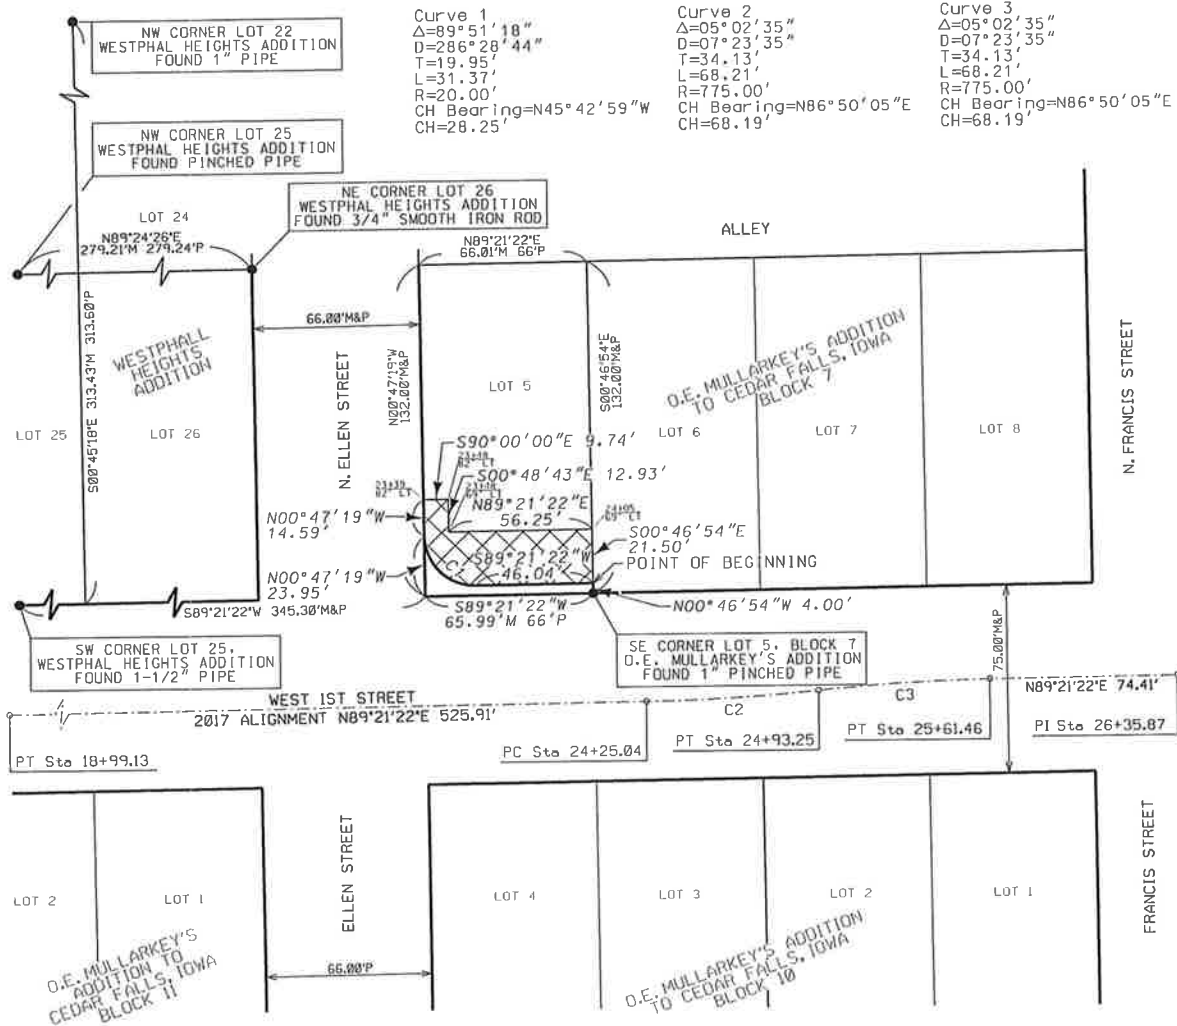 Curve 1
Δ=89°51'18"
D=286°28'44"
T=19.95'
L=31.37'
R=20.00'
CH Bearing=N45°42'59"W
CH=28.25'
Curve 2
Δ=05°02'35"
D=07°23'35"
T=34.13'
L=68.21'
R=775.00'
CH Bearing=N86°50'05"E
CH=68.19'
Curve 3
Δ=05°02'35"
D=07°23'35"
T=34.13'
L=68.21'
R=775.00'
CH Bearing=N86°50'05"E
CH=68.19'
NW CORNER LOT 22
WESTPHAL HEIGHTS ADDITION
FOUND 1" PIPE
NW CORNER LOT 25
WESTPHAL HEIGHTS ADDITION
FOUND PINCHED PIPE
NE CORNER LOT 26
WESTPHAL HEIGHTS ADDITION
FOUND 3/4" SMOOTH IRON ROD
LOT 24
N89°24'26"E
279.21'M 279.24'P
N89°21'22"E
66.01'M 66'P
ALLEY
66.00'M&P
S00°45'18"E 313.43'M 313.60'P
WESTPHALL
HEIGHTS
ADDITION
LOT 25
LOT 26
N. ELLEN STREET
N00°47'19"W
132.00'M&P
LOT 5
S00°46'54"E
132.00'M&P
O.E. MULLARKEY'S ADDITION
TO CEDAR FALLS, IOWA
BLOCK 7
LOT 6
LOT 7
LOT 8
N. FRANCIS STREET
S90°00'00"E 9.74'
23+48
82' LT
S00°48'43"E 12.93'
23+39
82' LT
23+48
69' LT
N89°21'22"E
56.25'
24+05
69' LT
N00°47'19"W
14.59'
S00°46'54"E
21.50'
S89°21'22"W
46.04'
C1
POINT OF BEGINNING
N00°47'19"W
23.95'
S89°21'22"W 345.30'M&P
S89°21'22"W
65.99'M 66'P
N00°46'54"W 4.00'
SW CORNER LOT 25,
WESTPHAL HEIGHTS ADDITION
FOUND 1-1/2" PIPE
SE CORNER LOT 5, BLOCK 7
O.E. MULLARKEY'S ADDITION
FOUND 1" PINCHED PIPE
75.00'M&P
WEST 1ST STREET
2017 ALIGNMENT N89°21'22"E 525.91'
C2
C3
N89°21'22"E 74.41'
PT Sta 18+99.13
PC Sta 24+25.04
PT Sta 24+93.25
PT Sta 25+61.46
PI Sta 26+35.87
LOT 2
LOT 1
ELLEN STREET
LOT 4
LOT 3
LOT 2
LOT 1
FRANCIS STREET
O.E. MULLARKEY'S
ADDITION TO
CEDAR FALLS, IOWA
BLOCK 11
66.00'P
O.E. MULLARKEY'S ADDITION
TO CEDAR FALLS, IOWA
BLOCK 10